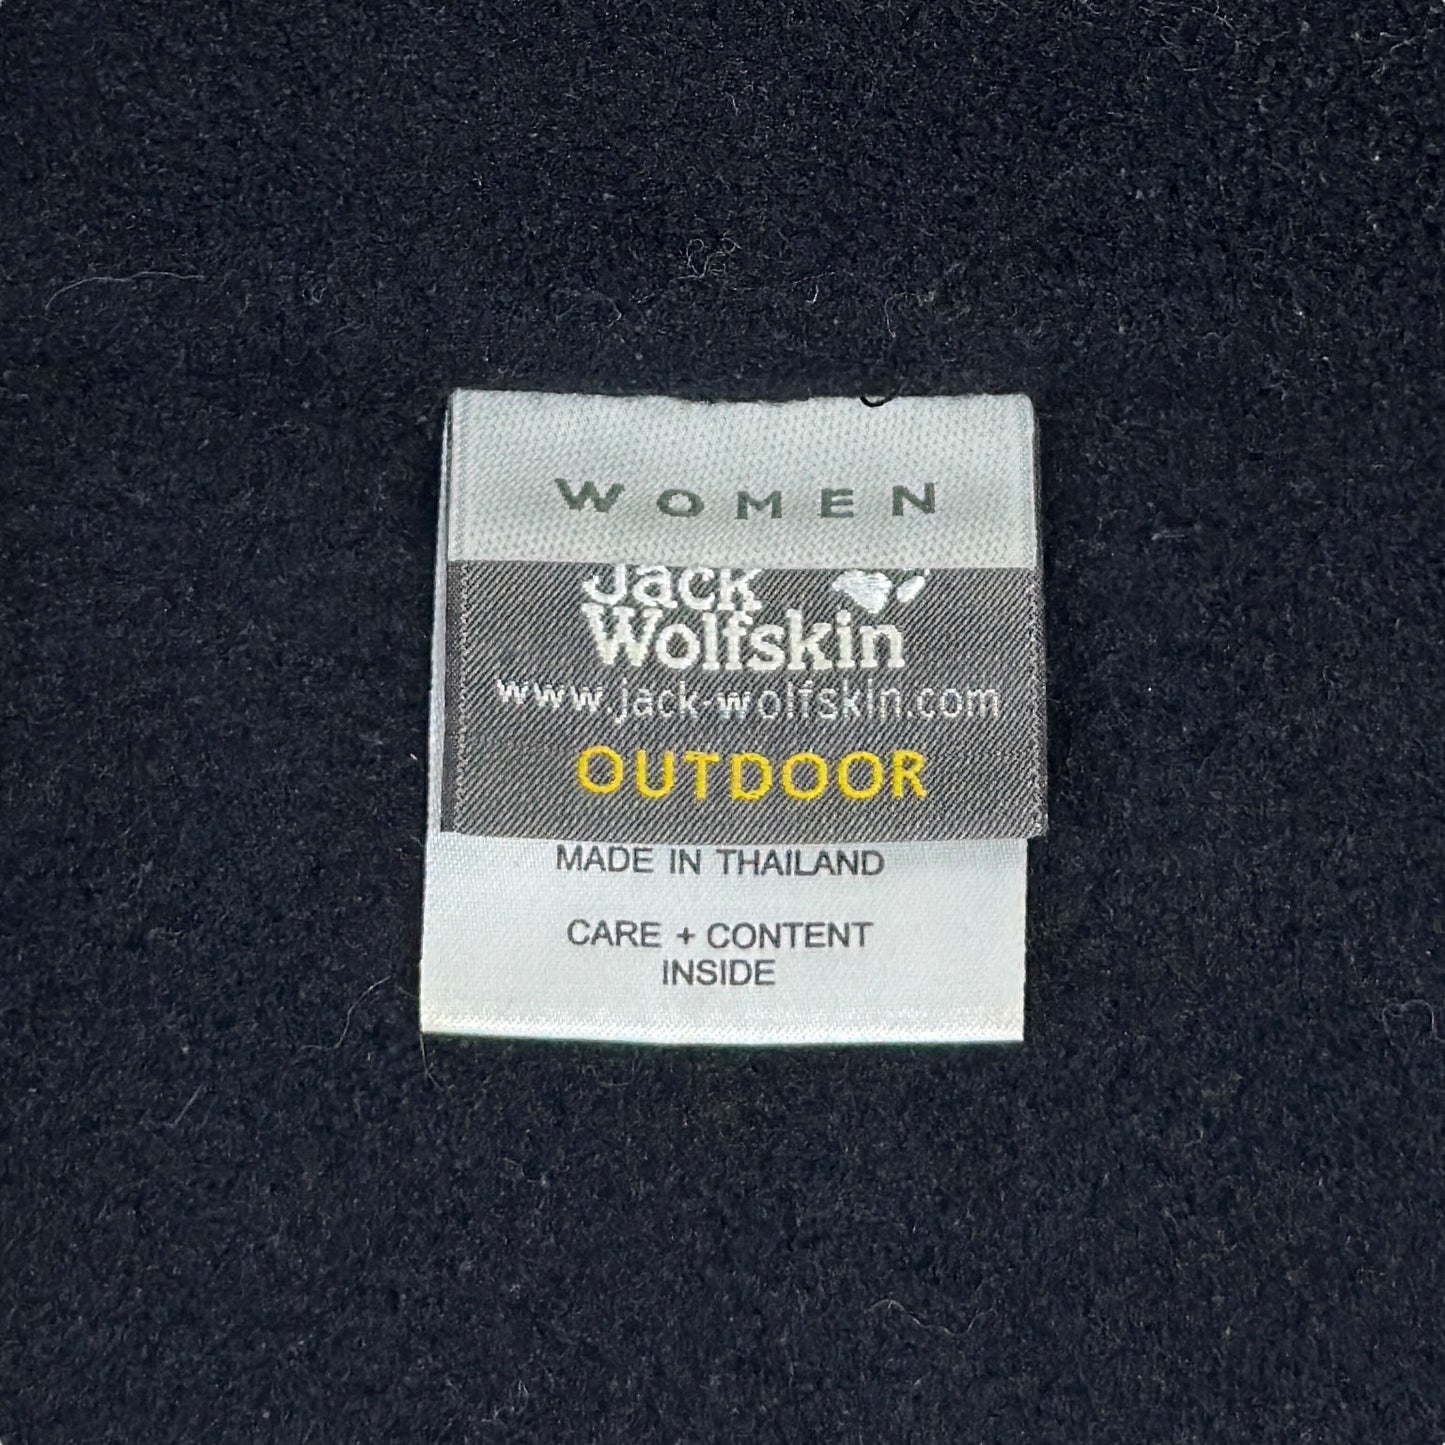 WOMEN
Jack
Wolfskin
www.jack-wolfskin.com
OUTDOOR
MADE IN THAILAND
CARE + CONTENT
INSIDE